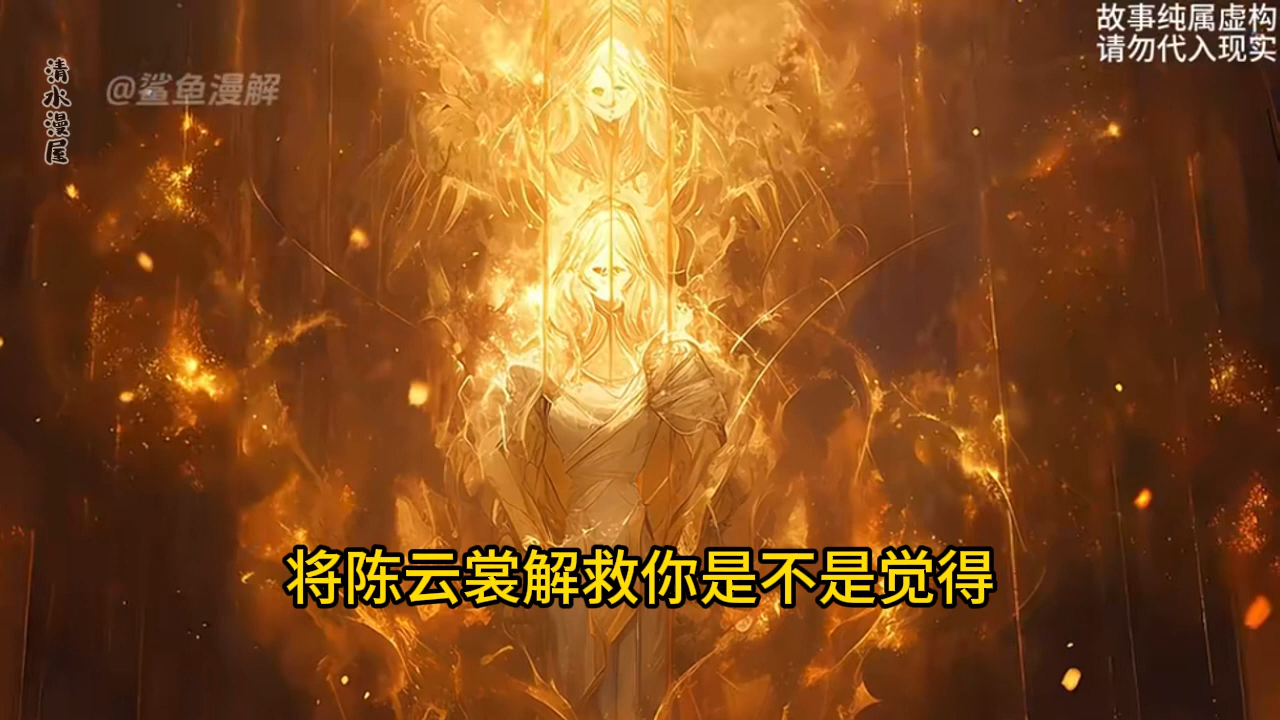 故事纯属虚构
请勿代入现实
清水漫屋
@鲨鱼漫解
将陈云裳解救你是不是觉得